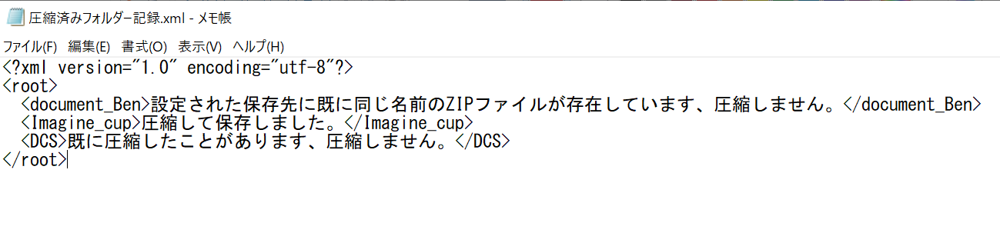 圧縮済みフォルダー記録.xml - メモ帳
ファイル(F) 編集(E) 書式(O) 表示(V) ヘルプ(H)
<?xml version="1.0" encoding="utf-8"?>
<root>
  <document_Ben>設定された保存先に既に同じ名前のZIPファイルが存在しています、圧縮しません。</document_Ben>
  <Imagine_cup>圧縮して保存しました。</Imagine_cup>
  <DCS>既に圧縮したことがあります、圧縮しません。</DCS>
</root>